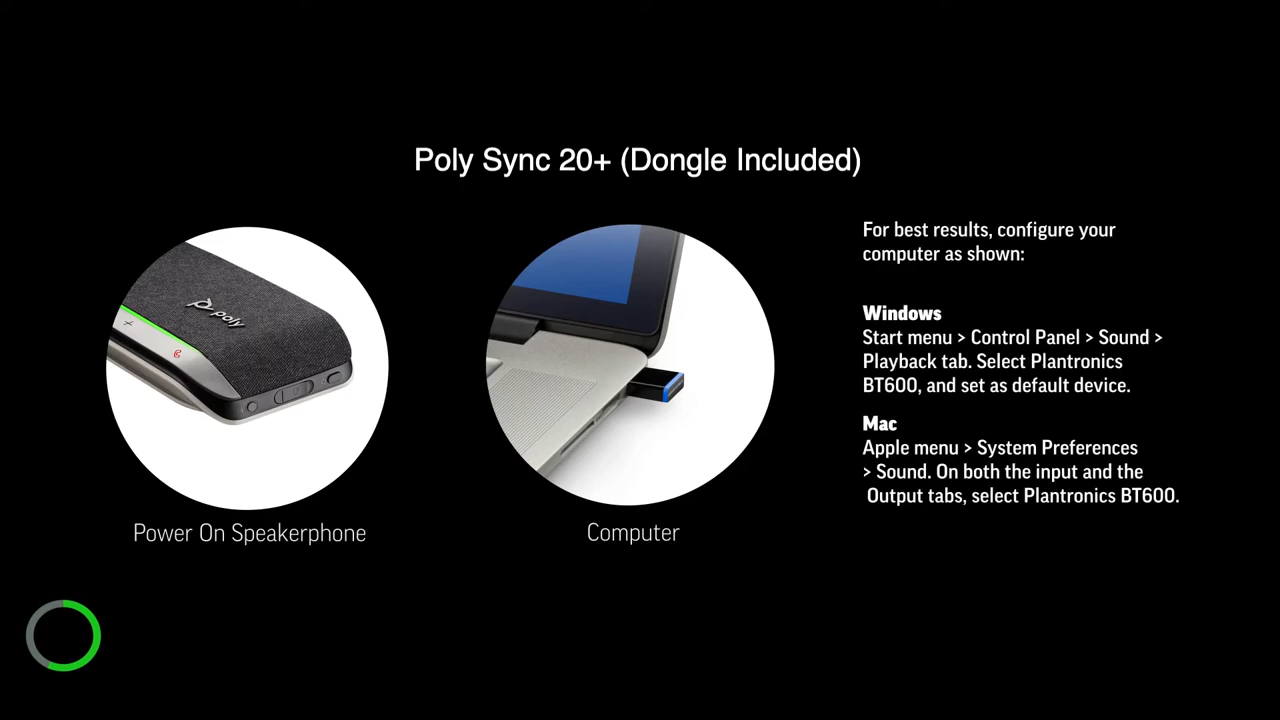 Poly Sync 20+ (Dongle Included)
poly
Power On Speakerphone
Computer
For best results, configure your
computer as shown:
Windows
Start menu > Control Panel > Sound >
Playback tab. Select Plantronics
BT600, and set as default device.
Mac
Apple menu > System Preferences
> Sound. On both the input and the
Output tabs, select Plantronics BT600.